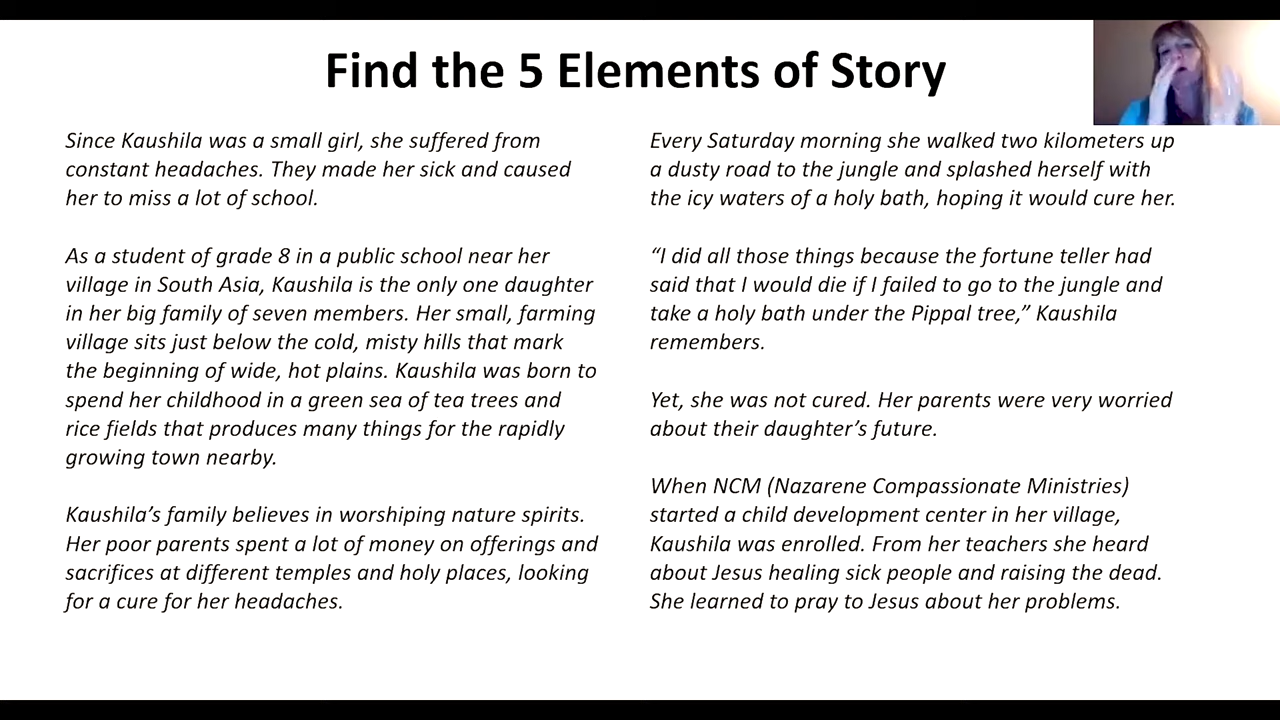 Find the 5 Elements of Story
Since Kaushila was a small girl, she suffered from
constant headaches. They made her sick and caused
her to miss a lot of school.
As a student of grade 8 in a public school near her
village in South Asia, Kaushila is the only one daughter
in her big family of seven members. Her small, farming
village sits just below the cold, misty hills that mark
the beginning of wide, hot plains. Kaushila was born to
spend her childhood in a green sea of tea trees and
rice fields that produces many things for the rapidly
growing town nearby.
Kaushila’s family believes in worshiping nature spirits.
Her poor parents spent a lot of money on offerings and
sacrifices at different temples and holy places, looking
for a cure for her headaches.
Every Saturday morning she walked two kilometers up
a dusty road to the jungle and splashed herself with
the icy waters of a holy bath, hoping it would cure her.
“I did all those things because the fortune teller had
said that I would die if I failed to go to the jungle and
take a holy bath under the Pippal tree,” Kaushila
remembers.
Yet, she was not cured. Her parents were very worried
about their daughter’s future.
When NCM (Nazarene Compassionate Ministries)
started a child development center in her village,
Kaushila was enrolled. From her teachers she heard
about Jesus healing sick people and raising the dead.
She learned to pray to Jesus about her problems.